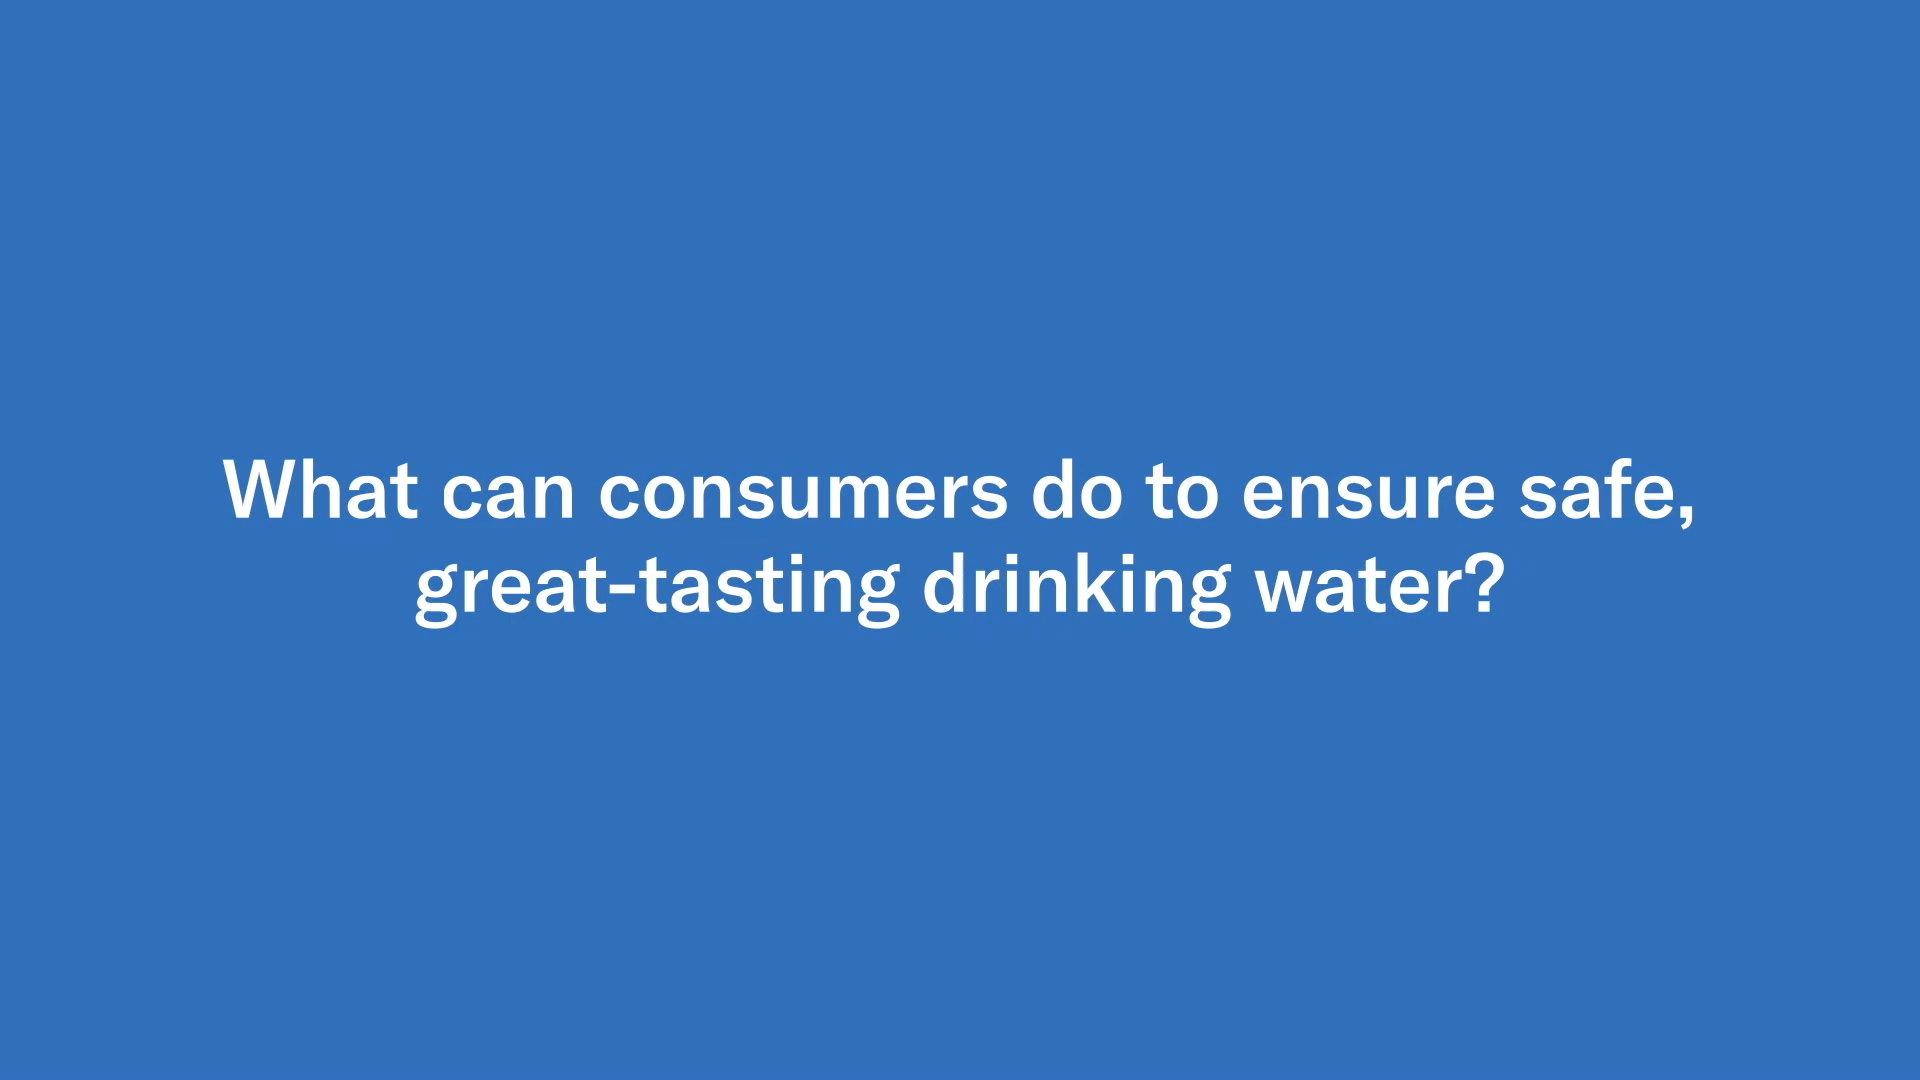 What can consumers do to ensure safe,
great-tasting drinking water?